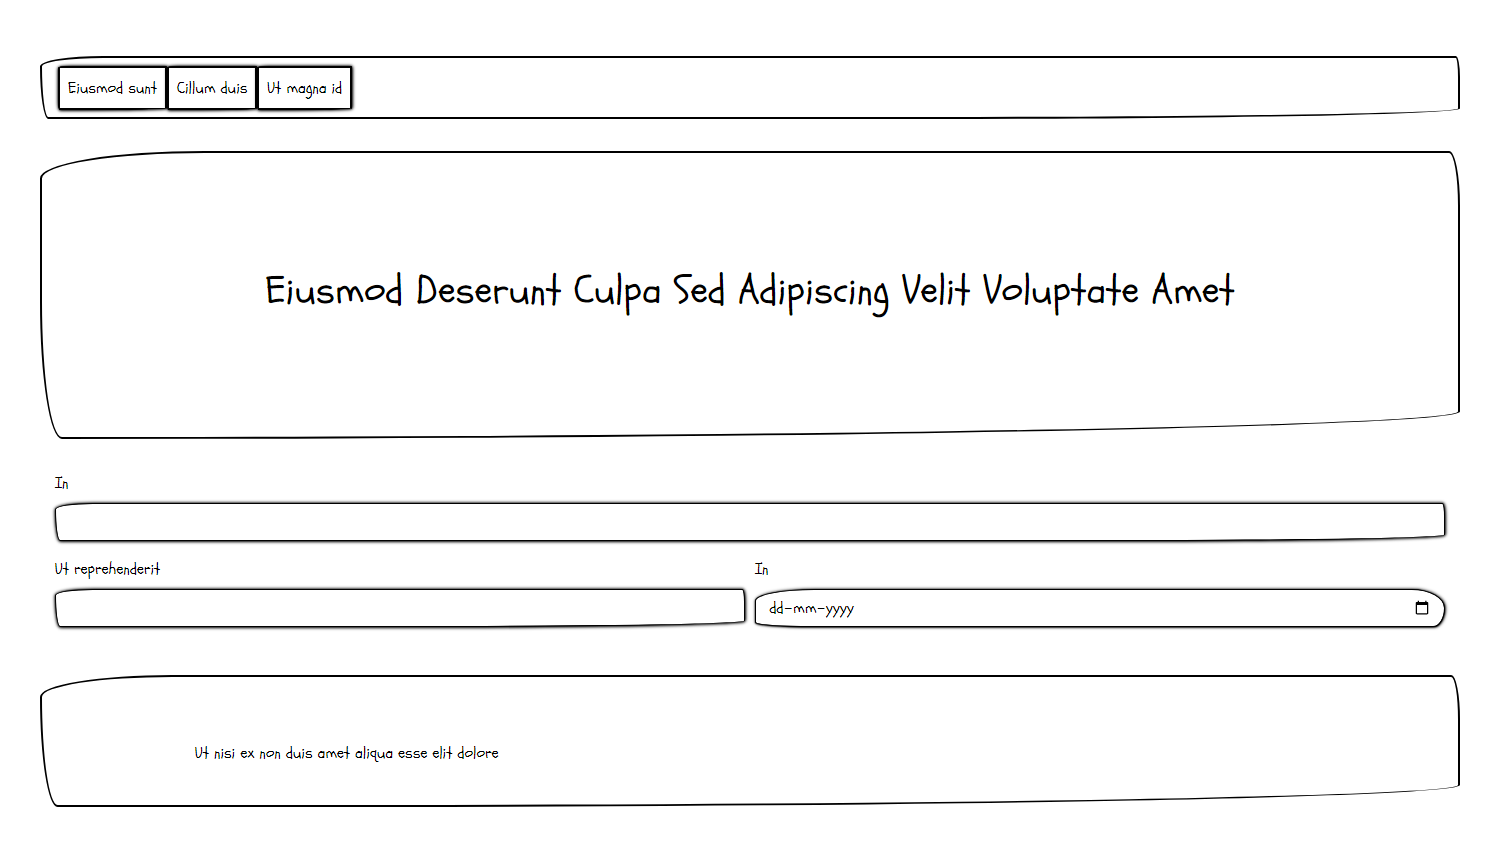 Eiusmod sunt Cillum duis Ut magna id
Eiusmod Deserunt Culpa Sed Adipiscing Velit Voluptate Amet
In
Ut reprehenderit In
dd-mm-yyyy
Ut nisi ex non duis amet aliqua esse elit dolore